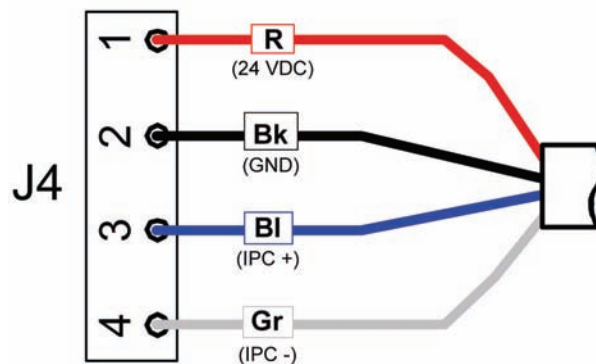 J4
1
R
(24 VDC)
2
Bk
(GND)
3
Bl
(IPC +)
4
Gr
(IPC -)